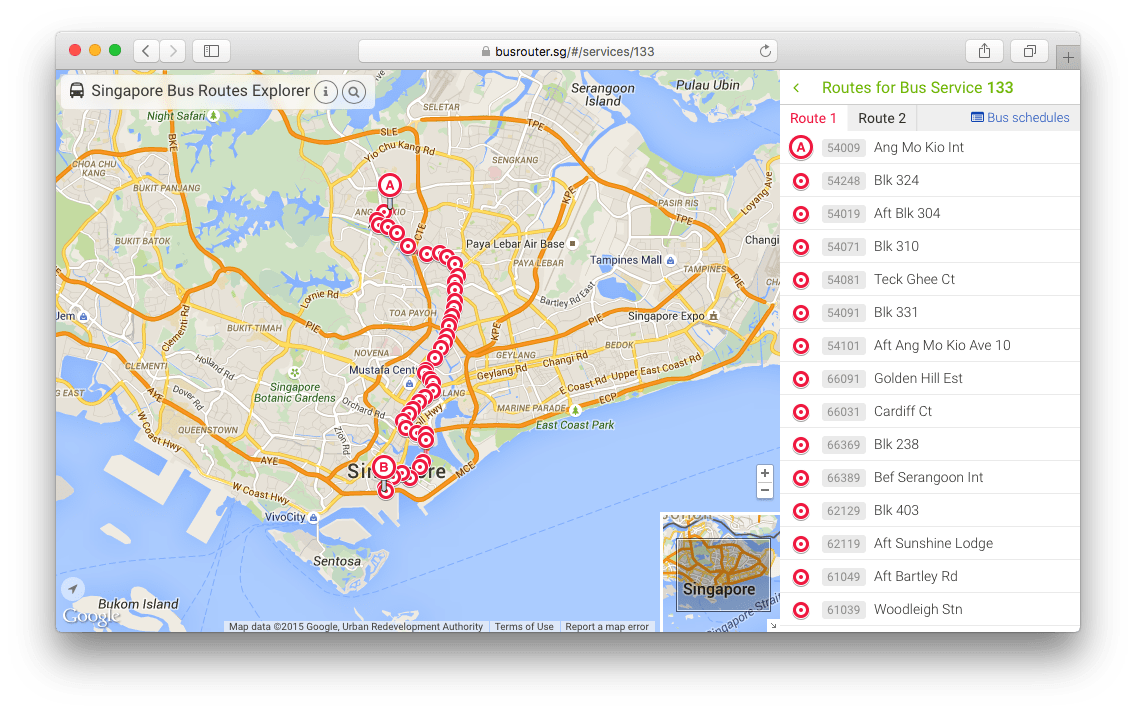 busrouter.sg/#/services/133
Singapore Bus Routes Explorer
Night Safari
SELETAR
Serangoon
Island
Pulau Ubin
TPE
SLE
BKE
Yio Chu Kang Rd
SENGKANG
CHOA CHU
KANG
BUKIT PANJANG
A
KPE
PASIR RIS
Loyang Ave
CTE
BUKIT BATOK
Paya Lebar Air Base
Changi
PAYA LEBAR
Tampines Mall
TAMPINES
PIE
Lornie Rd
Bartley Rd East
PIE
Jem
Clementi Rd
TOA PAYOH
Singapore Expo
BUKIT TIMAH
PIE
KPE
NOVENA
GEYLANG
Changi Rd
BEDOK
CLEMENTI
Holland Rd
Mustafa Cent
Geylang Rd
E Coast Rd
Upper East Coast Rd
Singapore
Botanic Gardens
Dover Rd
Orchard Rd
ECP
MARINE PARADE
East Coast Park
AYE
W Coast Hwy
QUEENSTOWN
Zion Rd
AYE
B
MCE
W Coast Hwy
VivoCity
Sentosa
Bukom Island
Google
Singapore
Map data ©2015 Google, Urban Redevelopment Authority
Terms of Use
Report a map error
Routes for Bus Service 133
Route 1 Route 2 Bus schedules
A 54009 Ang Mo Kio Int
54248 Blk 324
54019 Aft Blk 304
54071 Blk 310
54081 Teck Ghee Ct
54091 Blk 331
54101 Aft Ang Mo Kio Ave 10
66091 Golden Hill Est
66031 Cardiff Ct
66369 Blk 238
66389 Bef Serangoon Int
62129 Blk 403
62119 Aft Sunshine Lodge
61049 Aft Bartley Rd
61039 Woodleigh Stn